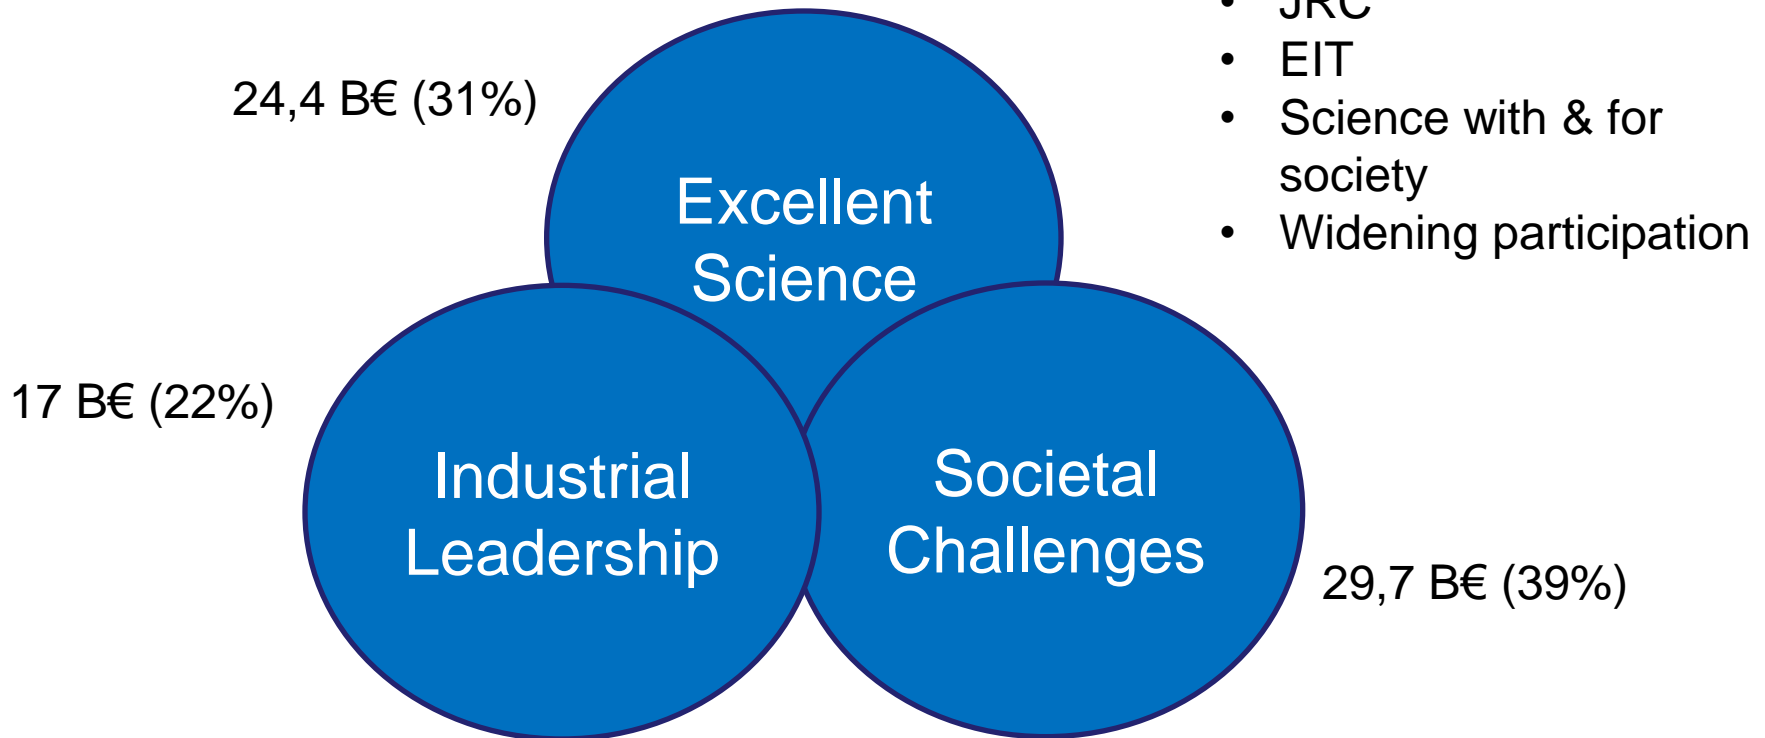 • JRC
• EIT
• Science with & for
society
• Widening participation
24,4 B€ (31%)
Excellent
Science
17 B€ (22%)
Industrial
Leadership
Societal
Challenges
29,7 B€ (39%)